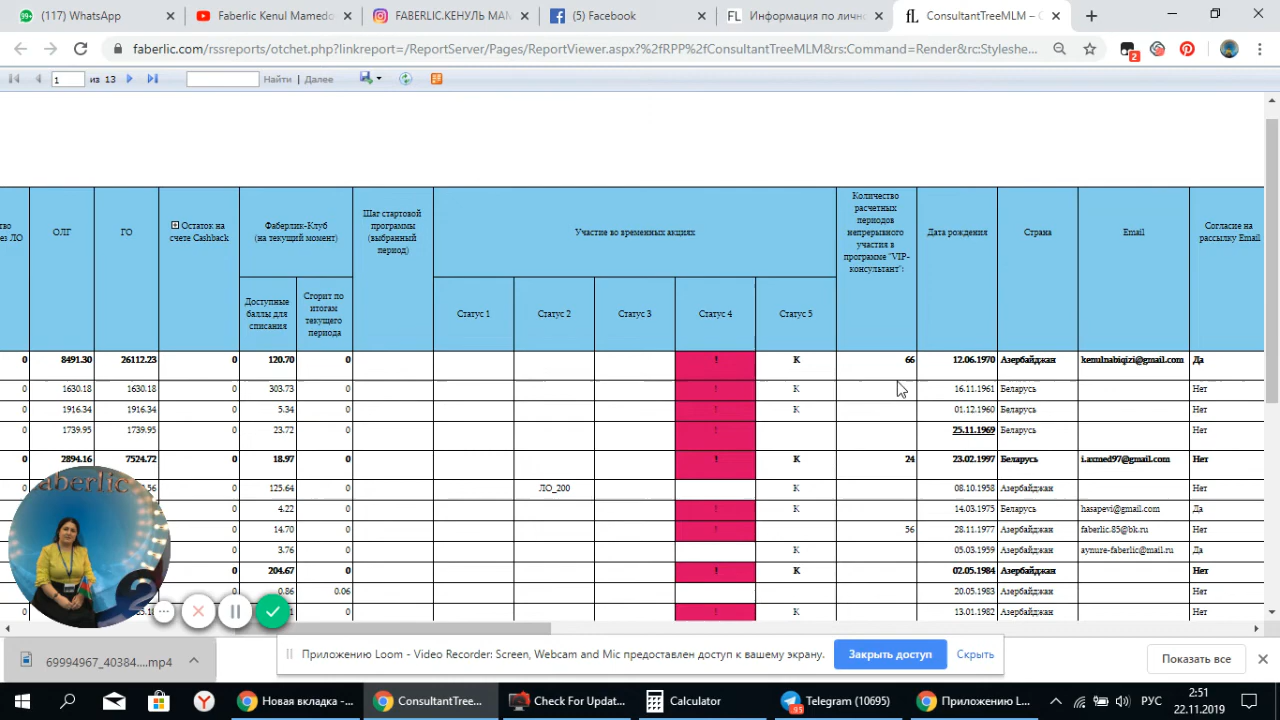 (117) WhatsApp
Faberlic Kenul Mamedo
FABERLIC.КЕНУЛЬ МАМ
(5) Facebook
FL Информация по лично
fL ConsultantTreeMLM – C
faberlic.com/rssreports/otchet.php?linkreport=/ReportServer/Pages/ReportViewer.aspx?%2fRPP%2fConsultantTreeMLM&rs:Command=Render&rc:Styleshe...
2
1 из 13 Найти | Далее
тво
ез ЛО
ОЛГ
ГО
Остаток на
счете Cashback
Фаберлик-Клуб
(на текущий момент)
Доступные
баллы для
списания
Сгорит по
итогам
текущего
периода
Шаг стартовой
программы
(выбранный
период)
Участие во временных акциях
Статус 1
Статус 2
Статус 3
Статус 4
Статус 5
Количество
расчетных
периодов
непрерывного
участия в
программе "VIP-
консультант":
Дата рождения
Страна
Email
Согласие на
рассылку Email
0 8491.30 26112.23 0 120.70 0 ! К 66 12.06.1970 Азербайджан kenulnabiqizi@gmail.com Да
0 1630.18 1630.18 0 303.73 0 ! К 16.11.1961 Беларусь Нет
0 1916.34 1916.34 0 5.34 0 ! К 01.12.1960 Беларусь Нет
0 1739.95 1739.95 0 23.72 0 ! 25.11.1969 Беларусь Нет
0 2894.16 7524.72 0 18.97 0 ! К 24 23.02.1997 Беларусь i.axmed97@gmail.com Нет
.56 0 125.64 0 ЛО_200 К 08.10.1958 Азербайджан Нет
0 4.22 0 ! К 14.03.1975 Беларусь hasapevi@gmail.com Да
0 14.70 0 ! 56 28.11.1977 Азербайджан faberlic.85@bk.ru Нет
0 3.76 0 К 05.03.1959 Азербайджан aynure-faberlic@mail.ru Да
0 204.67 0 ! К 02.05.1984 Азербайджан Нет
0 0.86 0.06 20.05.1983 Азербайджан Нет
0 ! К 13.01.1982 Азербайджан Нет
faberlic
2
Приложению Loom - Video Recorder: Screen, Webcam and Mic предоставлен доступ к вашему экрану.
Закрыть доступ
Скрыть
69994967_40384....mp4
Показать все
Новая вкладка -...
ConsultantTree...
Check For Updat...
Calculator
Telegram (10695)
95
Приложению L...
РУС
2:51
22.11.2019